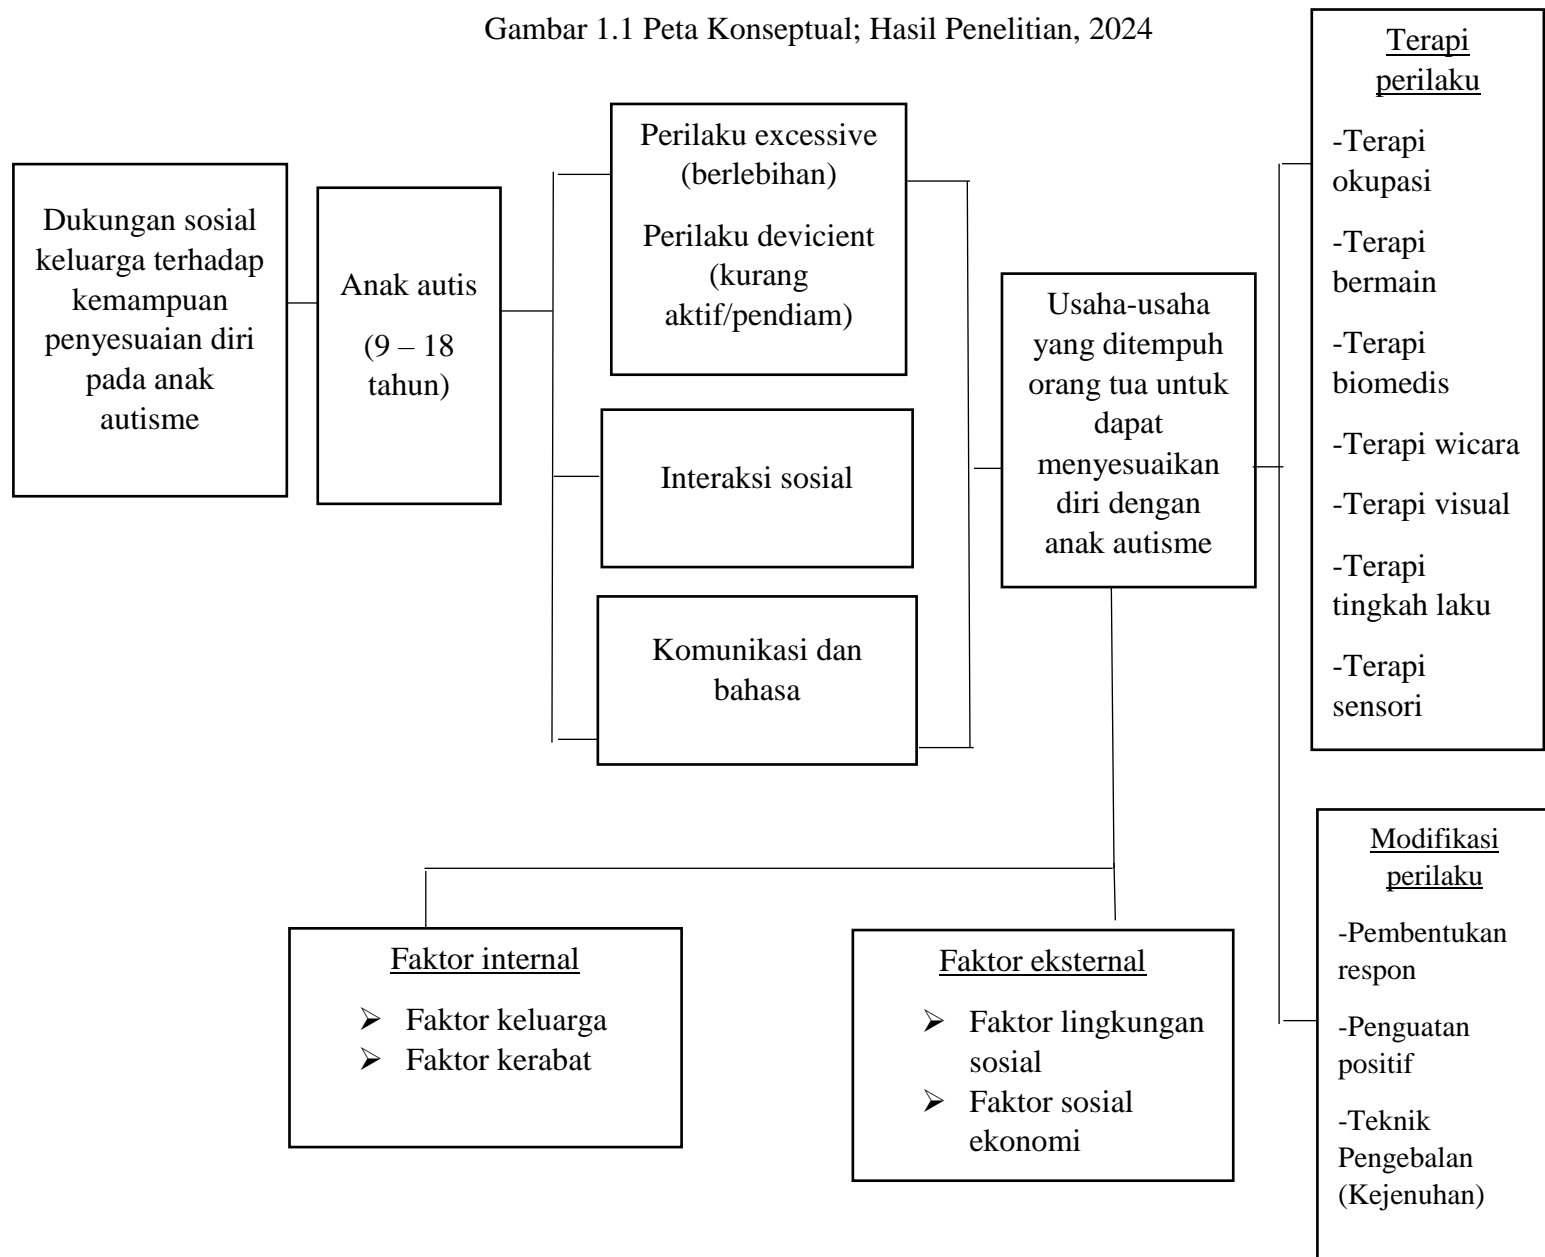 Gambar 1.1 Peta Konseptual; Hasil Penelitian, 2024
Dukungan sosial
keluarga terhadap
kemampuan
penyesuaian diri
pada anak
autisme
Anak autis
(9 – 18
tahun)
Perilaku excessive
(berlebihan)
Perilaku devicient
(kurang
aktif/pendiam)
Interaksi sosial
Komunikasi dan
bahasa
Usaha-usaha
yang ditempuh
orang tua untuk
dapat
menyesuaikan
diri dengan
anak autisme
Terapi
perilaku
-Terapi
okupasi
-Terapi
bermain
-Terapi
biomedis
-Terapi wicara
-Terapi visual
-Terapi
tingkah laku
-Terapi
sensori
Modifikasi
perilaku
-Pembentukan
respon
-Penguatan
positif
-Teknik
Pengebalan
(Kejenuhan)
Faktor internal
➢ Faktor keluarga
➢ Faktor kerabat
Faktor eksternal
➢ Faktor lingkungan
sosial
➢ Faktor sosial
ekonomi